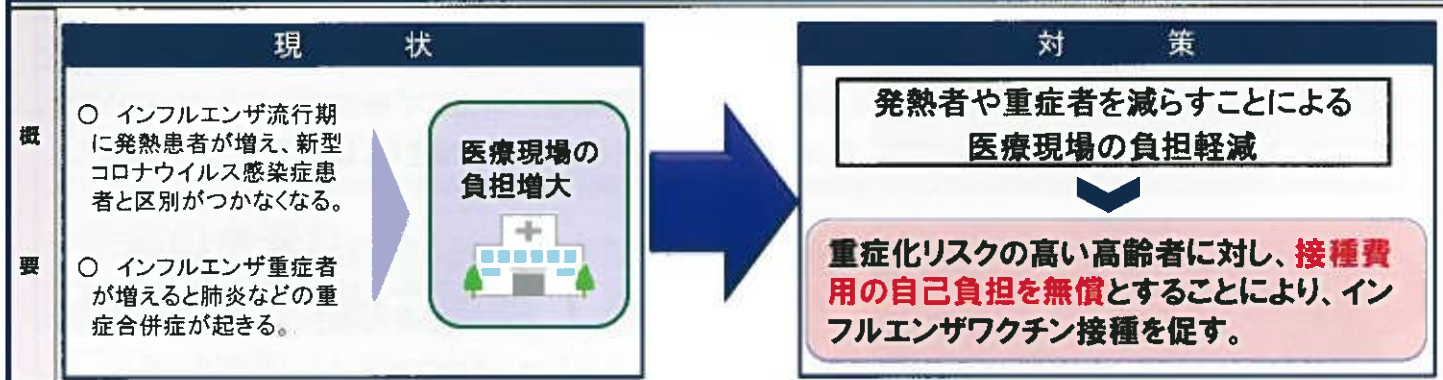 概要
現状
○ インフルエンザ流行期
に発熱患者が増え、新型
コロナウイルス感染症患
者と区別がつかなくなる。
○ インフルエンザ重症者
が増えると肺炎などの重
症合併症が起きる。
医療現場の
負担増大
対策
発熱者や重症者を減らすことによる
医療現場の負担軽減
重症化リスクの高い高齢者に対し、接種費
用の自己負担を無償とすることにより、イン
フルエンザワクチン接種を促す。